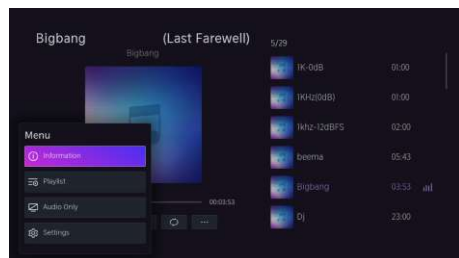 Bigbang (Last Farewell)
Bigbang
5/29
1K-0dB 01:00
1KHz(0dB) 01:00
1khz-12dBFS 02:00
beema 05:43
Bigbang 03:53
Dj 23:00
00:03:53
Menu
Information
Playlist
Audio Only
Settings